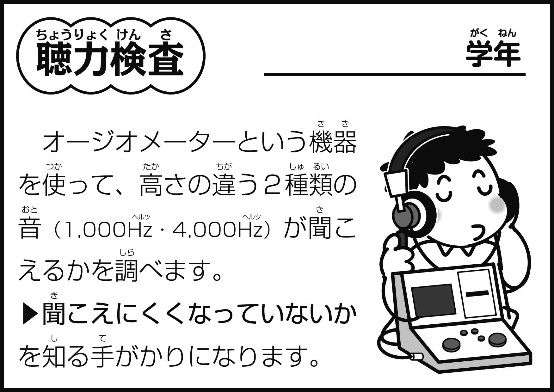 聴力検査
学年
オージオメーターという機器
を使って、高さの違う２種類の
音（1,000Hz・4,000Hz）が聞こ
えるかを調べます。
▶聞こえにくくなっていないか
を知る手がかりになります。